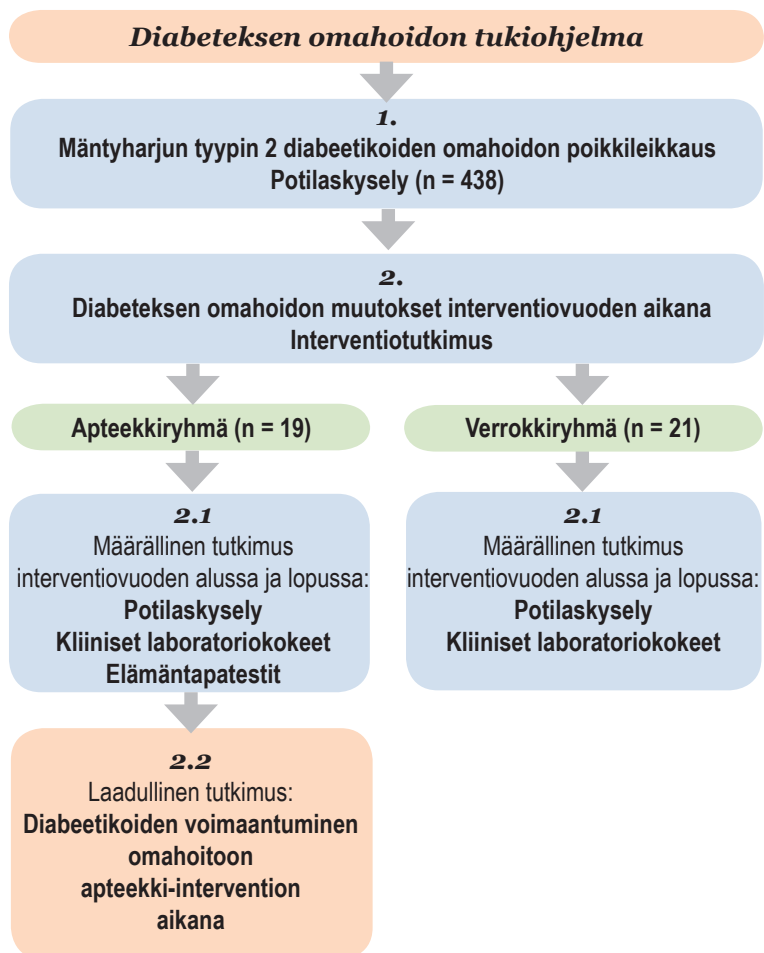 Diabeteksen omahoidon tukiohjelma
1.
Mäntyharjun tyypin 2 diabeetikoiden omahoidon poikkileikkaus
Potilaskysely (n = 438)
2.
Diabeteksen omahoidon muutokset interventiovuoden aikana
Interventiotutkimus
Apteekkiryhmä (n = 19)
Verrokkiryhmä (n = 21)
2.1
Määrällinen tutkimus
interventiovuoden alussa ja lopussa:
Potilaskysely
Kliiniset laboratoriokokeet
Elämäntapatestit
2.1
Määrällinen tutkimus
interventiovuoden alussa ja lopussa:
Potilaskysely
Kliiniset laboratoriokokeet
2.2
Laadullinen tutkimus:
Diabeetikoiden voimaantuminen
omahoitoon
apteekki-intervention
aikana